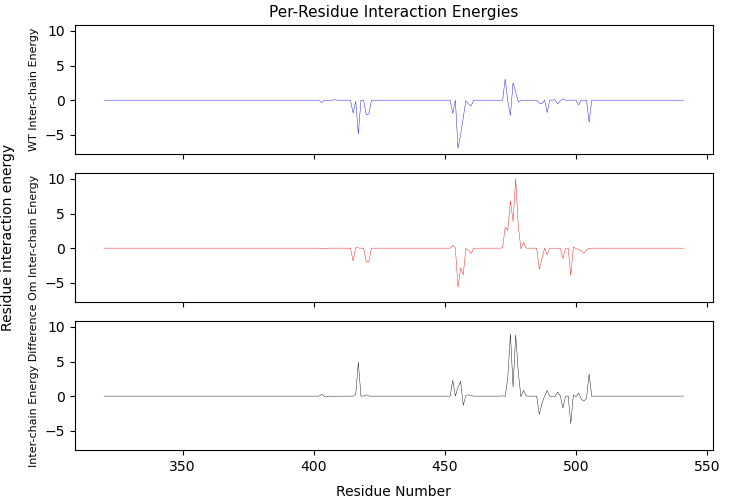 Per-Residue Interaction Energies
Residue interaction energy
WT Inter-chain Energy
10
5
0
−5
Om Inter-chain Energy
10
5
0
−5
Inter-chain Energy Difference
10
5
0
−5
350
400
450
500
550
Residue Number